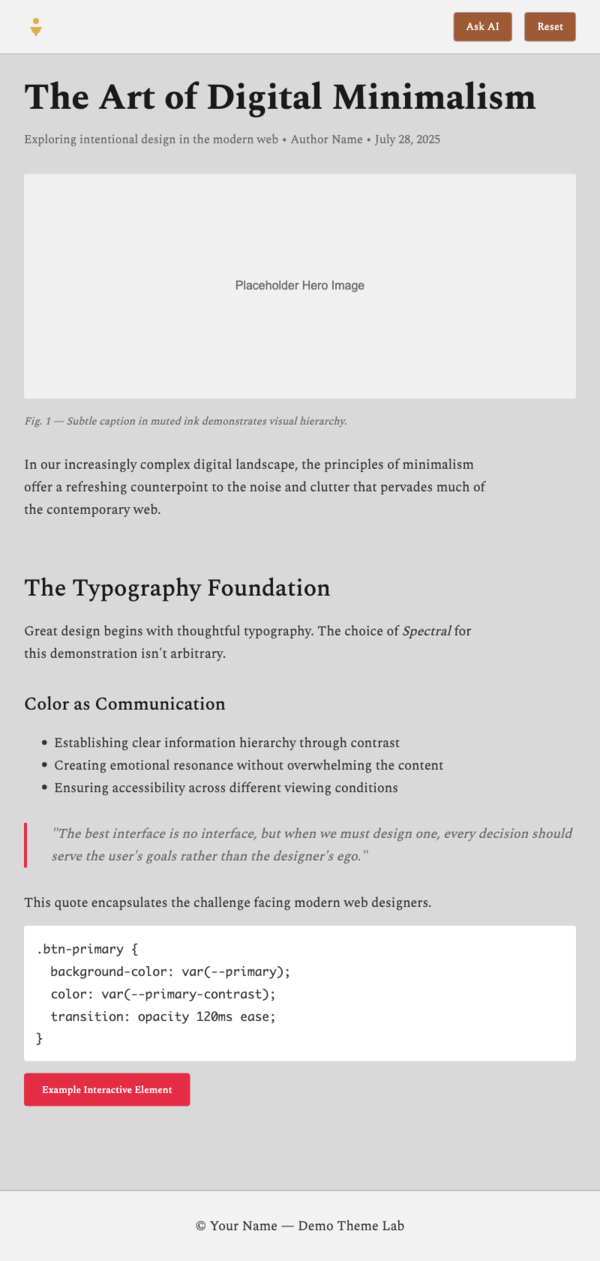 Ask AI
Reset
The Art of Digital Minimalism
Exploring intentional design in the modern web • Author Name • July 28, 2025
Placeholder Hero Image
Fig. 1 — Subtle caption in muted ink demonstrates visual hierarchy.
In our increasingly complex digital landscape, the principles of minimalism
offer a refreshing counterpoint to the noise and clutter that pervades much of
the contemporary web.
The Typography Foundation
Great design begins with thoughtful typography. The choice of Spectral for
this demonstration isn't arbitrary.
Color as Communication
• Establishing clear information hierarchy through contrast
• Creating emotional resonance without overwhelming the content
• Ensuring accessibility across different viewing conditions
"The best interface is no interface, but when we must design one, every decision should
serve the user's goals rather than the designer's ego."
This quote encapsulates the challenge facing modern web designers.
.btn-primary {
  background-color: var(--primary);
  color: var(--primary-contrast);
  transition: opacity 120ms ease;
}
Example Interactive Element
© Your Name — Demo Theme Lab